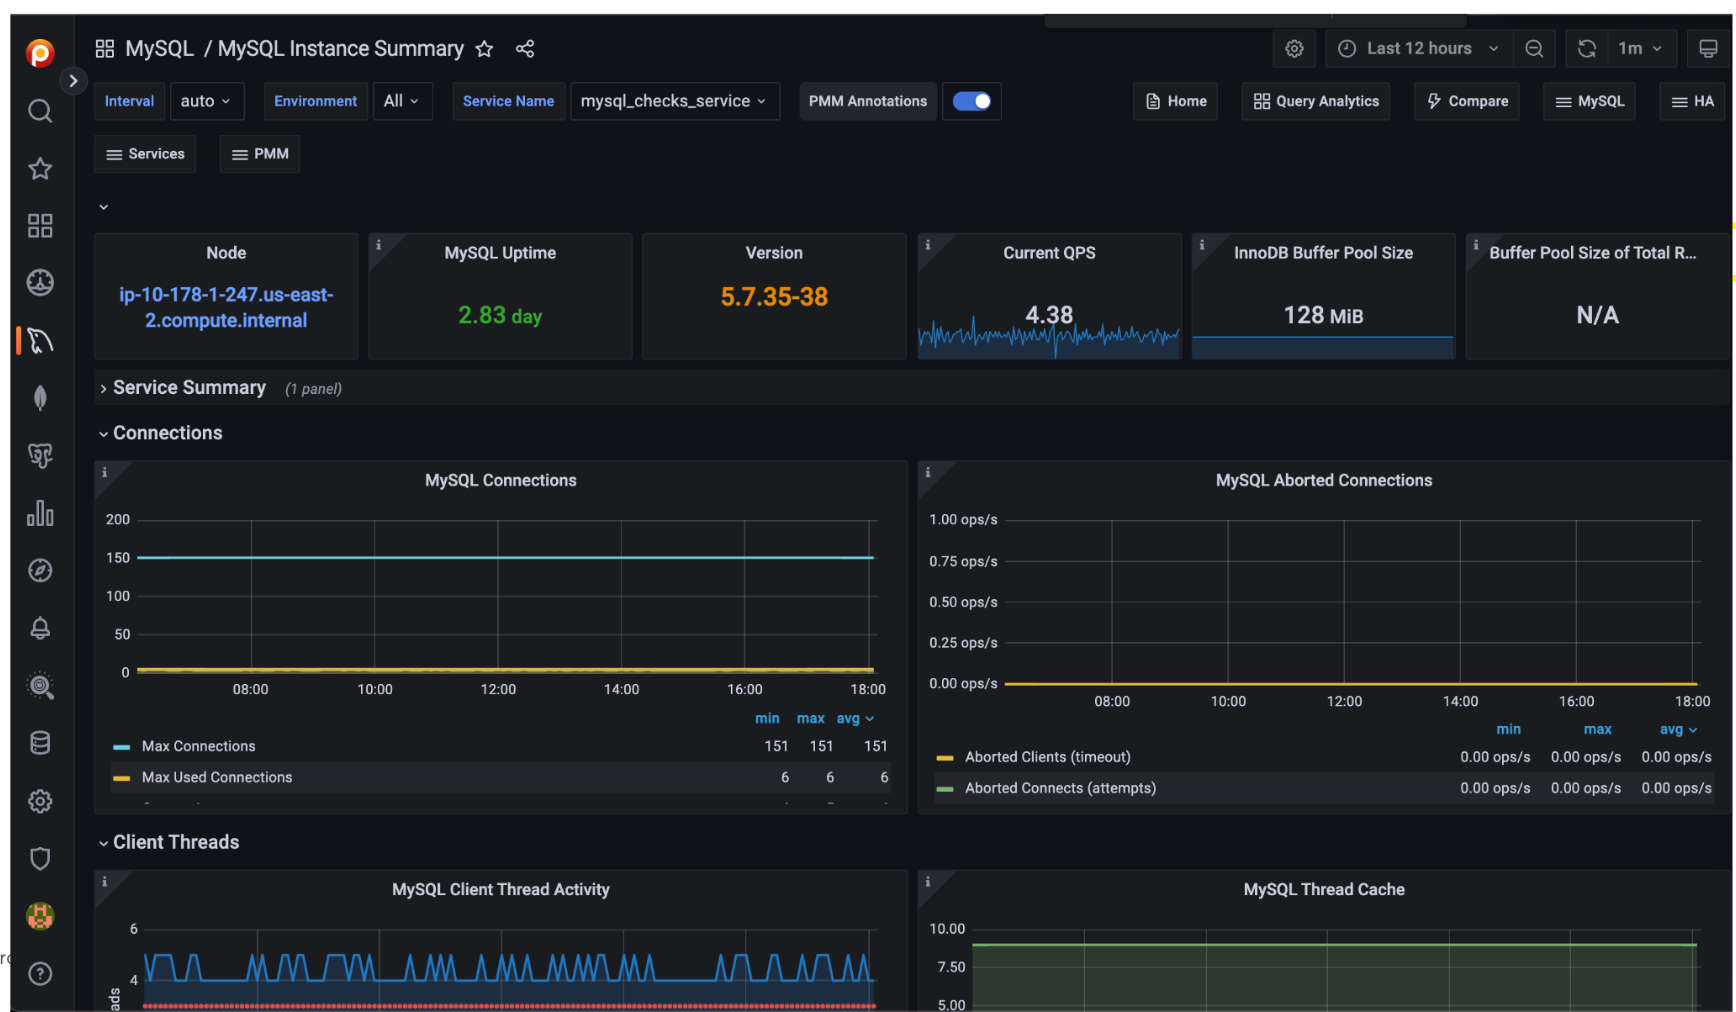 MySQL / MySQL Instance Summary
Last 12 hours
1m
Interval auto
Environment All
Service Name mysql_checks_service
PMM Annotations
Home
Query Analytics
Compare
MySQL
HA
Services
PMM
Node
ip-10-178-1-247.us-east-
2.compute.internal
MySQL Uptime
2.83 day
Version
5.7.35-38
Current QPS
4.38
InnoDB Buffer Pool Size
128 MiB
Buffer Pool Size of Total R...
N/A
Service Summary (1 panel)
Connections
MySQL Connections
200
150
100
50
0
08:00 10:00 12:00 14:00 16:00 18:00
min max avg
Max Connections 151 151 151
Max Used Connections 6 6 6
MySQL Aborted Connections
1.00 ops/s
0.75 ops/s
0.50 ops/s
0.25 ops/s
0.00 ops/s
08:00 10:00 12:00 14:00 16:00 18:00
min max avg
Aborted Clients (timeout) 0.00 ops/s 0.00 ops/s 0.00 ops/s
Aborted Connects (attempts) 0.00 ops/s 0.00 ops/s 0.00 ops/s
Client Threads
MySQL Client Thread Activity
6
4
MySQL Thread Cache
10.00
7.50
5.00